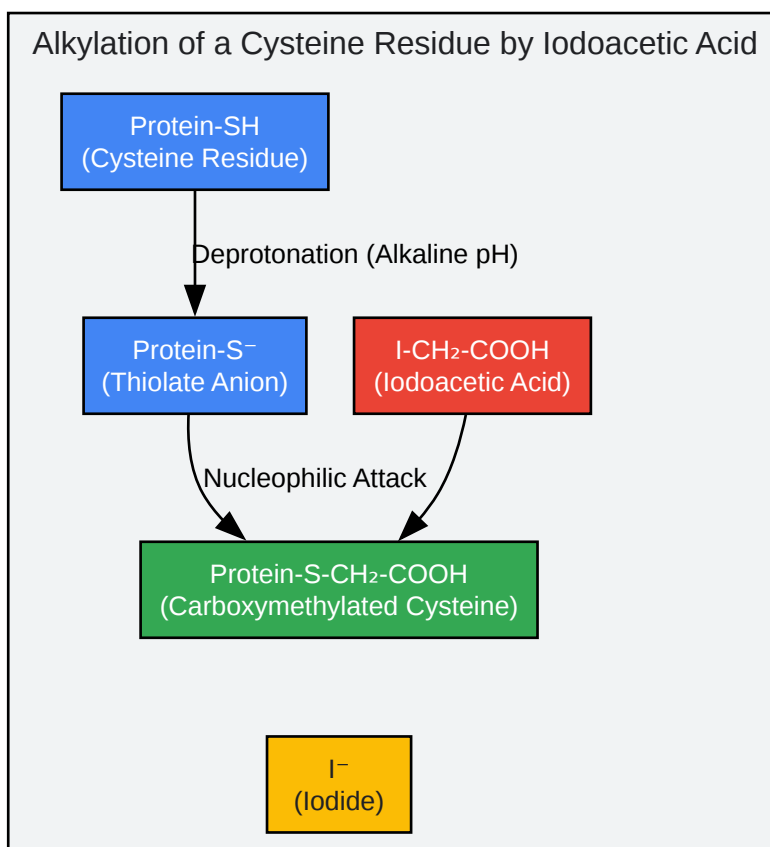 Alkylation of a Cysteine Residue by Iodoacetic Acid
Protein-SH
(Cysteine Residue)
Deprotonation (Alkaline pH)
Protein-S⁻
(Thiolate Anion)
I-CH₂-COOH
(Iodoacetic Acid)
Nucleophilic Attack
Protein-S-CH₂-COOH
(Carboxymethylated Cysteine)
I⁻
(Iodide)